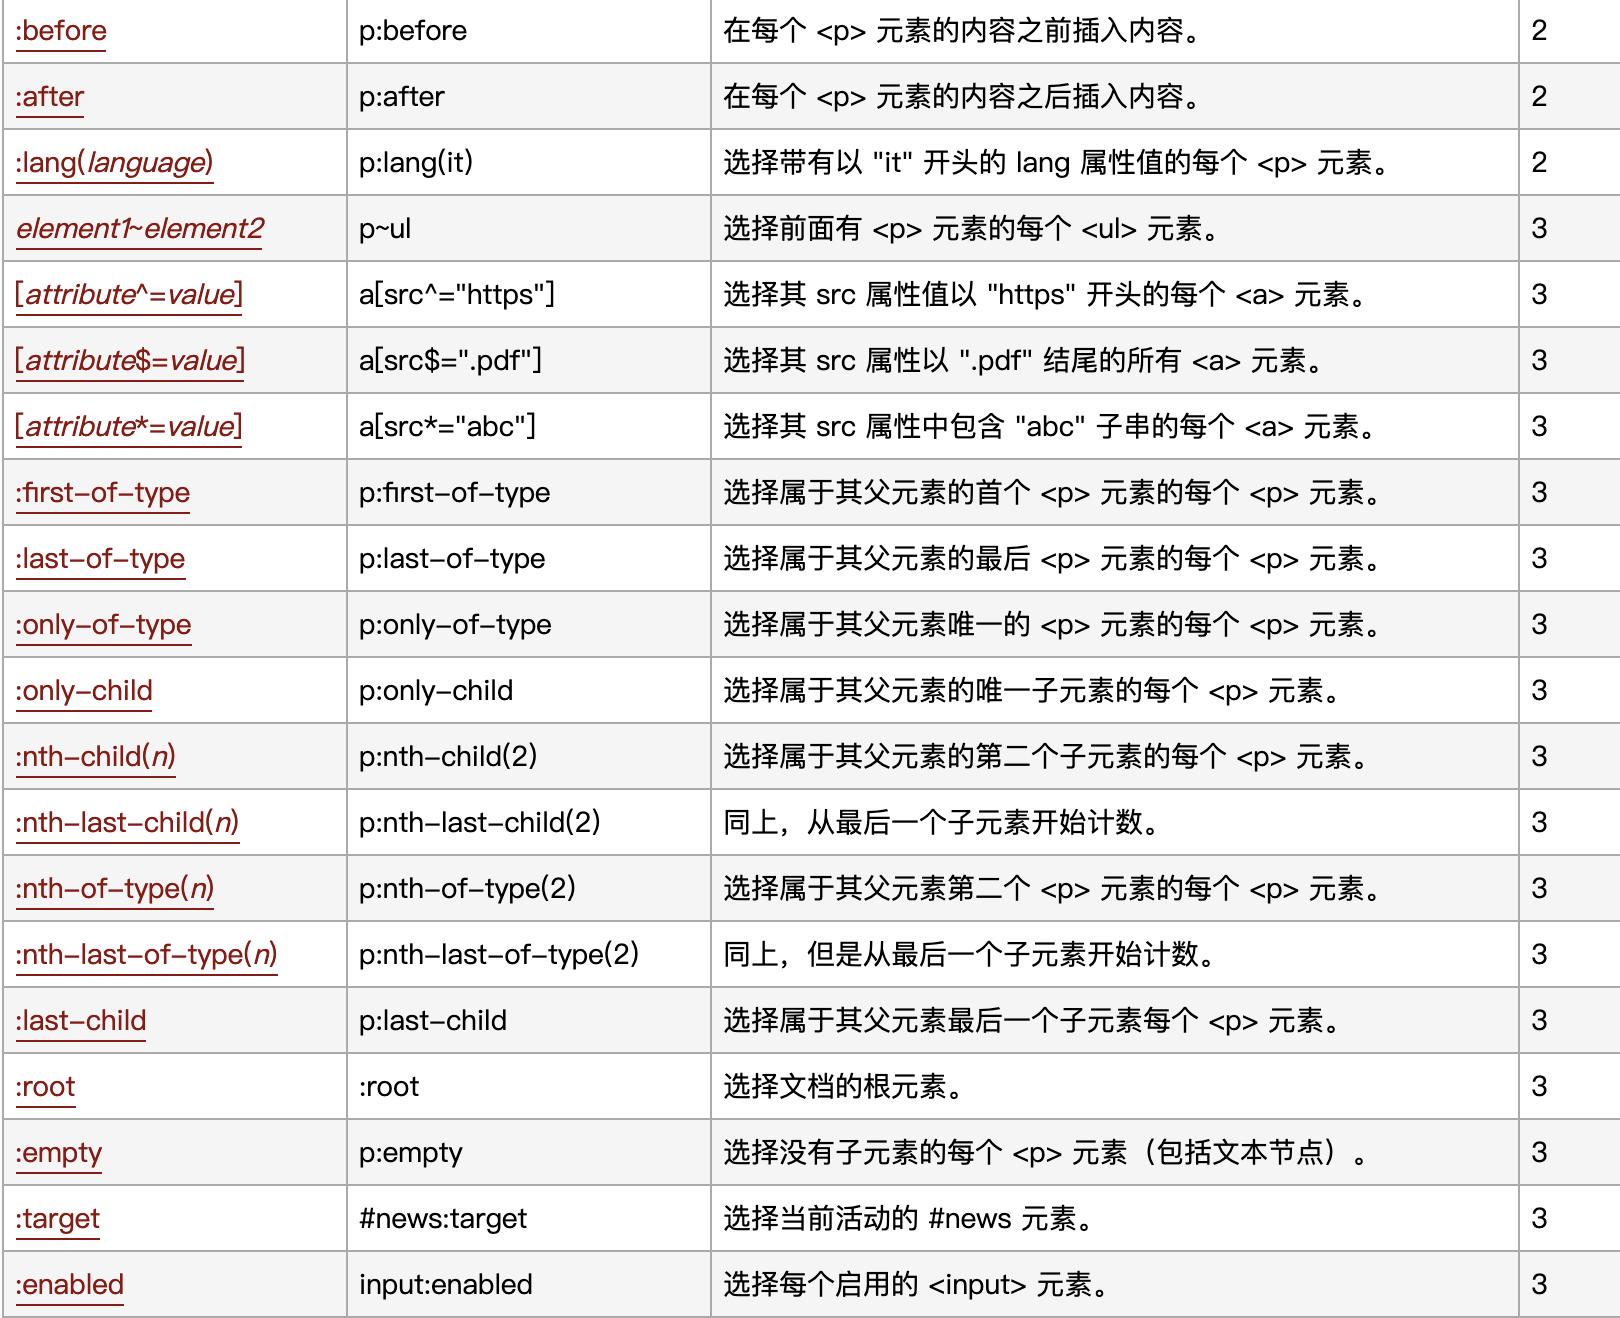 :before p:before 在每个 <p> 元素的内容之前插入内容。 2
:after p:after 在每个 <p> 元素的内容之后插入内容。 2
:lang(language) p:lang(it) 选择带有以 "it" 开头的 lang 属性值的每个 <p> 元素。 2
element1~element2 p~ul 选择前面有 <p> 元素的每个 <ul> 元素。 3
[attribute^=value] a[src^="https"] 选择其 src 属性值以 "https" 开头的每个 <a> 元素。 3
[attribute$=value] a[src$=".pdf"] 选择其 src 属性以 ".pdf" 结尾的所有 <a> 元素。 3
[attribute*=value] a[src*="abc"] 选择其 src 属性中包含 "abc" 子串的每个 <a> 元素。 3
:first-of-type p:first-of-type 选择属于其父元素的首个 <p> 元素的每个 <p> 元素。 3
:last-of-type p:last-of-type 选择属于其父元素的最后 <p> 元素的每个 <p> 元素。 3
:only-of-type p:only-of-type 选择属于其父元素唯一的 <p> 元素的每个 <p> 元素。 3
:only-child p:only-child 选择属于其父元素的唯一子元素的每个 <p> 元素。 3
:nth-child(n) p:nth-child(2) 选择属于其父元素的第二个子元素的每个 <p> 元素。 3
:nth-last-child(n) p:nth-last-child(2) 同上，从最后一个子元素开始计数。 3
:nth-of-type(n) p:nth-of-type(2) 选择属于其父元素第二个 <p> 元素的每个 <p> 元素。 3
:nth-last-of-type(n) p:nth-last-of-type(2) 同上，但是从最后一个子元素开始计数。 3
:last-child p:last-child 选择属于其父元素最后一个子元素每个 <p> 元素。 3
:root :root 选择文档的根元素。 3
:empty p:empty 选择没有子元素的每个 <p> 元素（包括文本节点）。 3
:target #news:target 选择当前活动的 #news 元素。 3
:enabled input:enabled 选择每个启用的 <input> 元素。 3